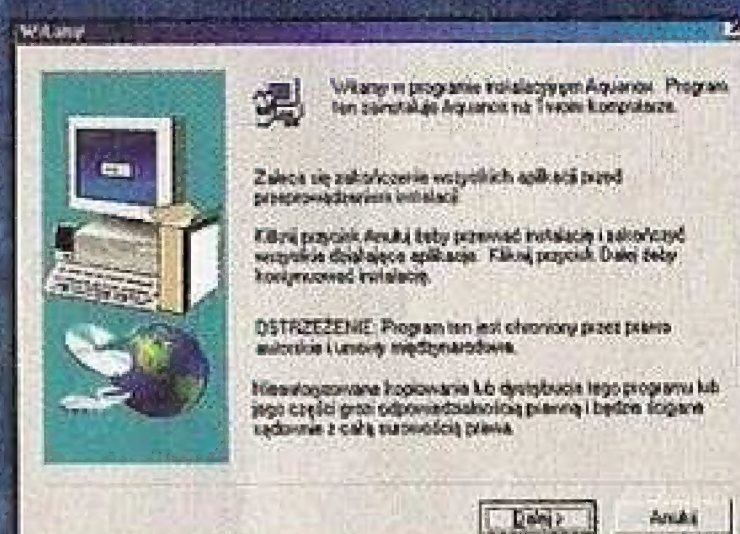 Witamy!
Witamy w programie instalacyjnym Aquanox. Program
ten zainstaluje Aquanox na Twoim komputerze.
Zaleca się zakończenie wszystkich aplikacji przed
przeprowadzeniem instalacji.
Kliknij przycisk Anuluj żeby przerwać instalację i zakończyć
wszystkie działające aplikacje. Kliknij przycisk Dalej żeby
kontynuować instalację.
OSTRZEŻENIE: Program ten jest chroniony przez prawa
autorskie i umowy międzynarodowe.
Nieautoryzowane kopiowanie lub dystrybucja tego programu lub
jego części grozi odpowiedzialnością prawną i będzie ścigane
sądownie z całą surowością prawa.
Dalej > Anuluj